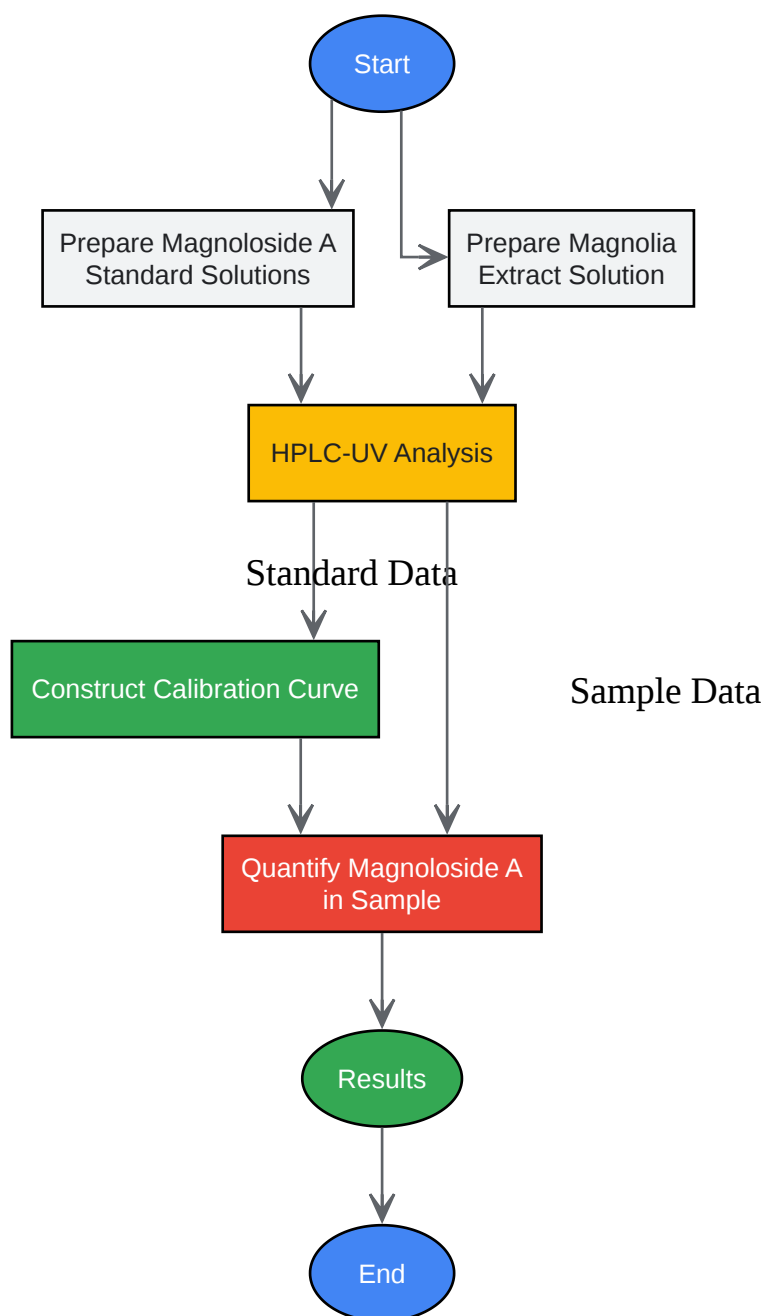 Start
Prepare Magnoloside A
Standard Solutions
Prepare Magnolia
Extract Solution
HPLC-UV Analysis
Standard Data
Construct Calibration Curve
Sample Data
Quantify Magnoloside A
in Sample
Results
End